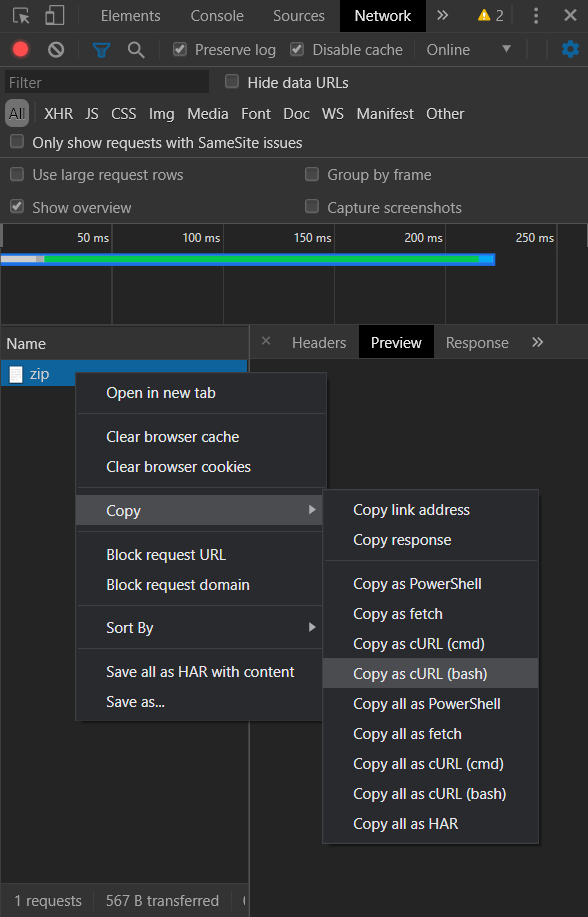 Elements Console Sources Network » 2
Preserve log Disable cache Online
Filter Hide data URLs
All XHR JS CSS Img Media Font Doc WS Manifest Other
Only show requests with SameSite issues
Use large request rows Group by frame
Show overview Capture screenshots
50 ms 100 ms 150 ms 200 ms 250 ms
Name × Headers Preview Response »
zip
Open in new tab
Clear browser cache
Clear browser cookies
Copy
Block request URL
Block request domain
Sort By
Save all as HAR with content
Save as...
Copy link address
Copy response
Copy as PowerShell
Copy as fetch
Copy as cURL (cmd)
Copy as cURL (bash)
Copy all as PowerShell
Copy all as fetch
Copy all as cURL (cmd)
Copy all as cURL (bash)
Copy all as HAR
1 requests 567 B transferred